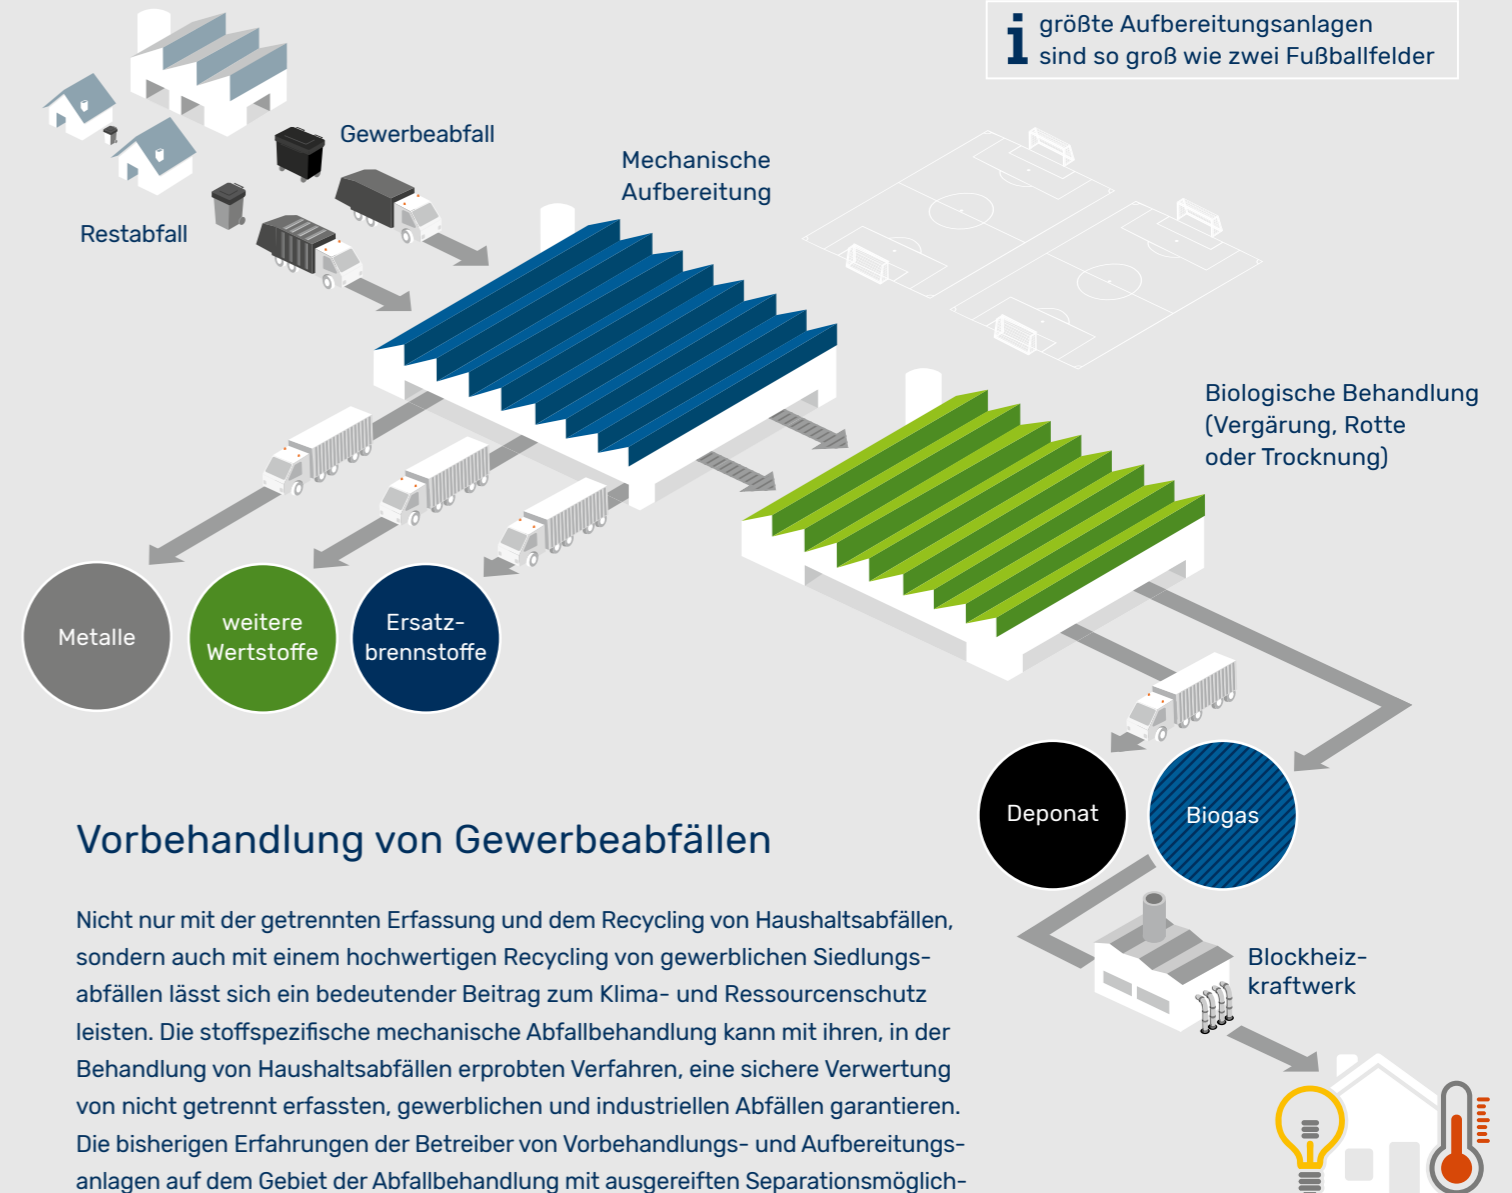 i
größte Aufbereitungsanlagen
sind so groß wie zwei Fußballfelder
Gewerbeabfall
Restabfall
Mechanische
Aufbereitung
Biologische Behandlung
(Vergärung, Rotte
oder Trocknung)
Metalle
weitere
Wertstoffe
Ersatz-
brennstoffe
Deponat
Biogas
Blockheiz-
kraftwerk
Vorbehandlung von Gewerbeabfällen
Nicht nur mit der getrennten Erfassung und dem Recycling von Haushaltsabfällen,
sondern auch mit einem hochwertigen Recycling von gewerblichen Siedlungs-
abfällen lässt sich ein bedeutender Beitrag zum Klima- und Ressourcenschutz
leisten. Die stoffspezifische mechanische Abfallbehandlung kann mit ihren, in der
Behandlung von Haushaltsabfällen erprobten Verfahren, eine sichere Verwertung
von nicht getrennt erfassten, gewerblichen und industriellen Abfällen garantieren.
Die bisherigen Erfahrungen der Betreiber von Vorbehandlungs- und Aufbereitungs-
anlagen auf dem Gebiet der Abfallbehandlung mit ausgereiften Separationsmöglich-